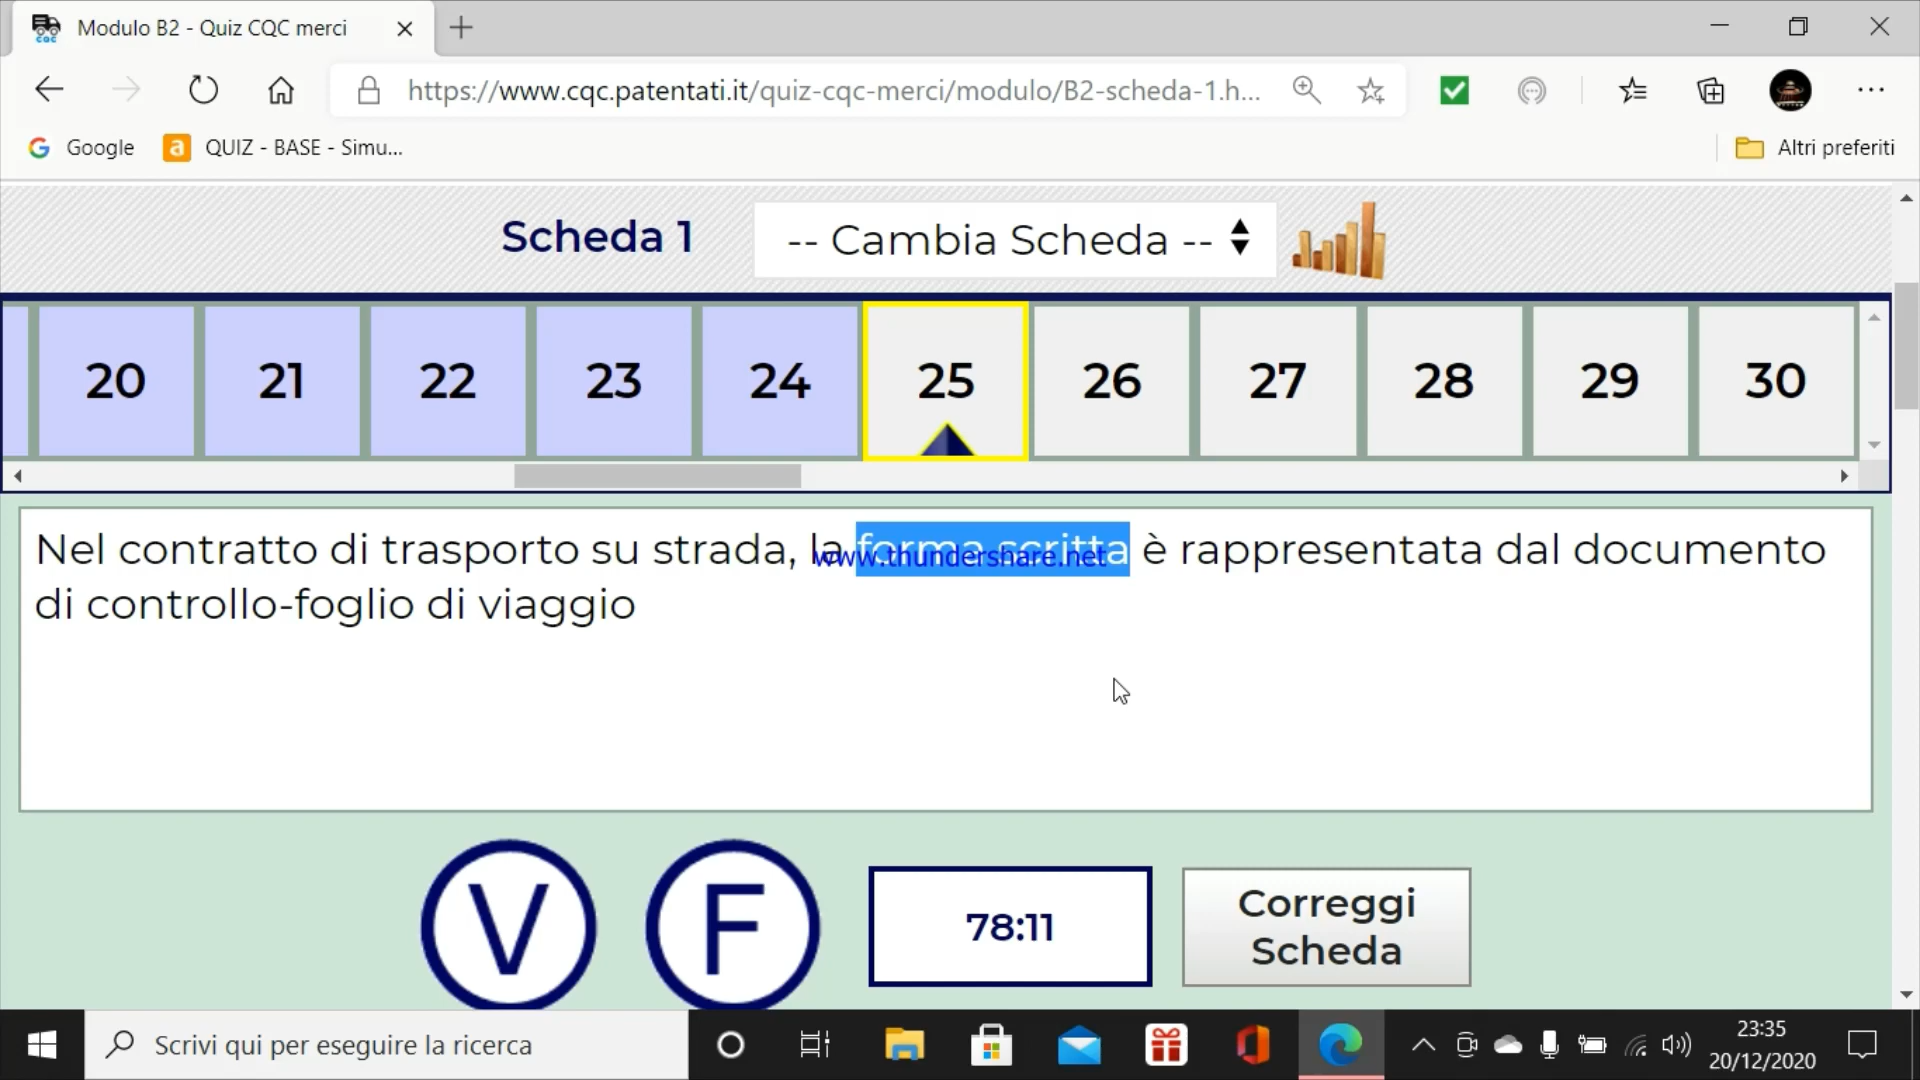 Modulo B2 - Quiz CQC merci
https://www.cqc.patentati.it/quiz-cqc-merci/modulo/B2-scheda-1.h...
Google
QUIZ - BASE - Simu...
Altri preferiti
Scheda 1
-- Cambia Scheda --
20 21 22 23 24 25 26 27 28 29 30
Nel contratto di trasporto su strada, la forma scritta è rappresentata dal documento
www.thundershare.net
di controllo-foglio di viaggio
V F
78:11
Correggi
Scheda
Scrivi qui per eseguire la ricerca
23:35
20/12/2020